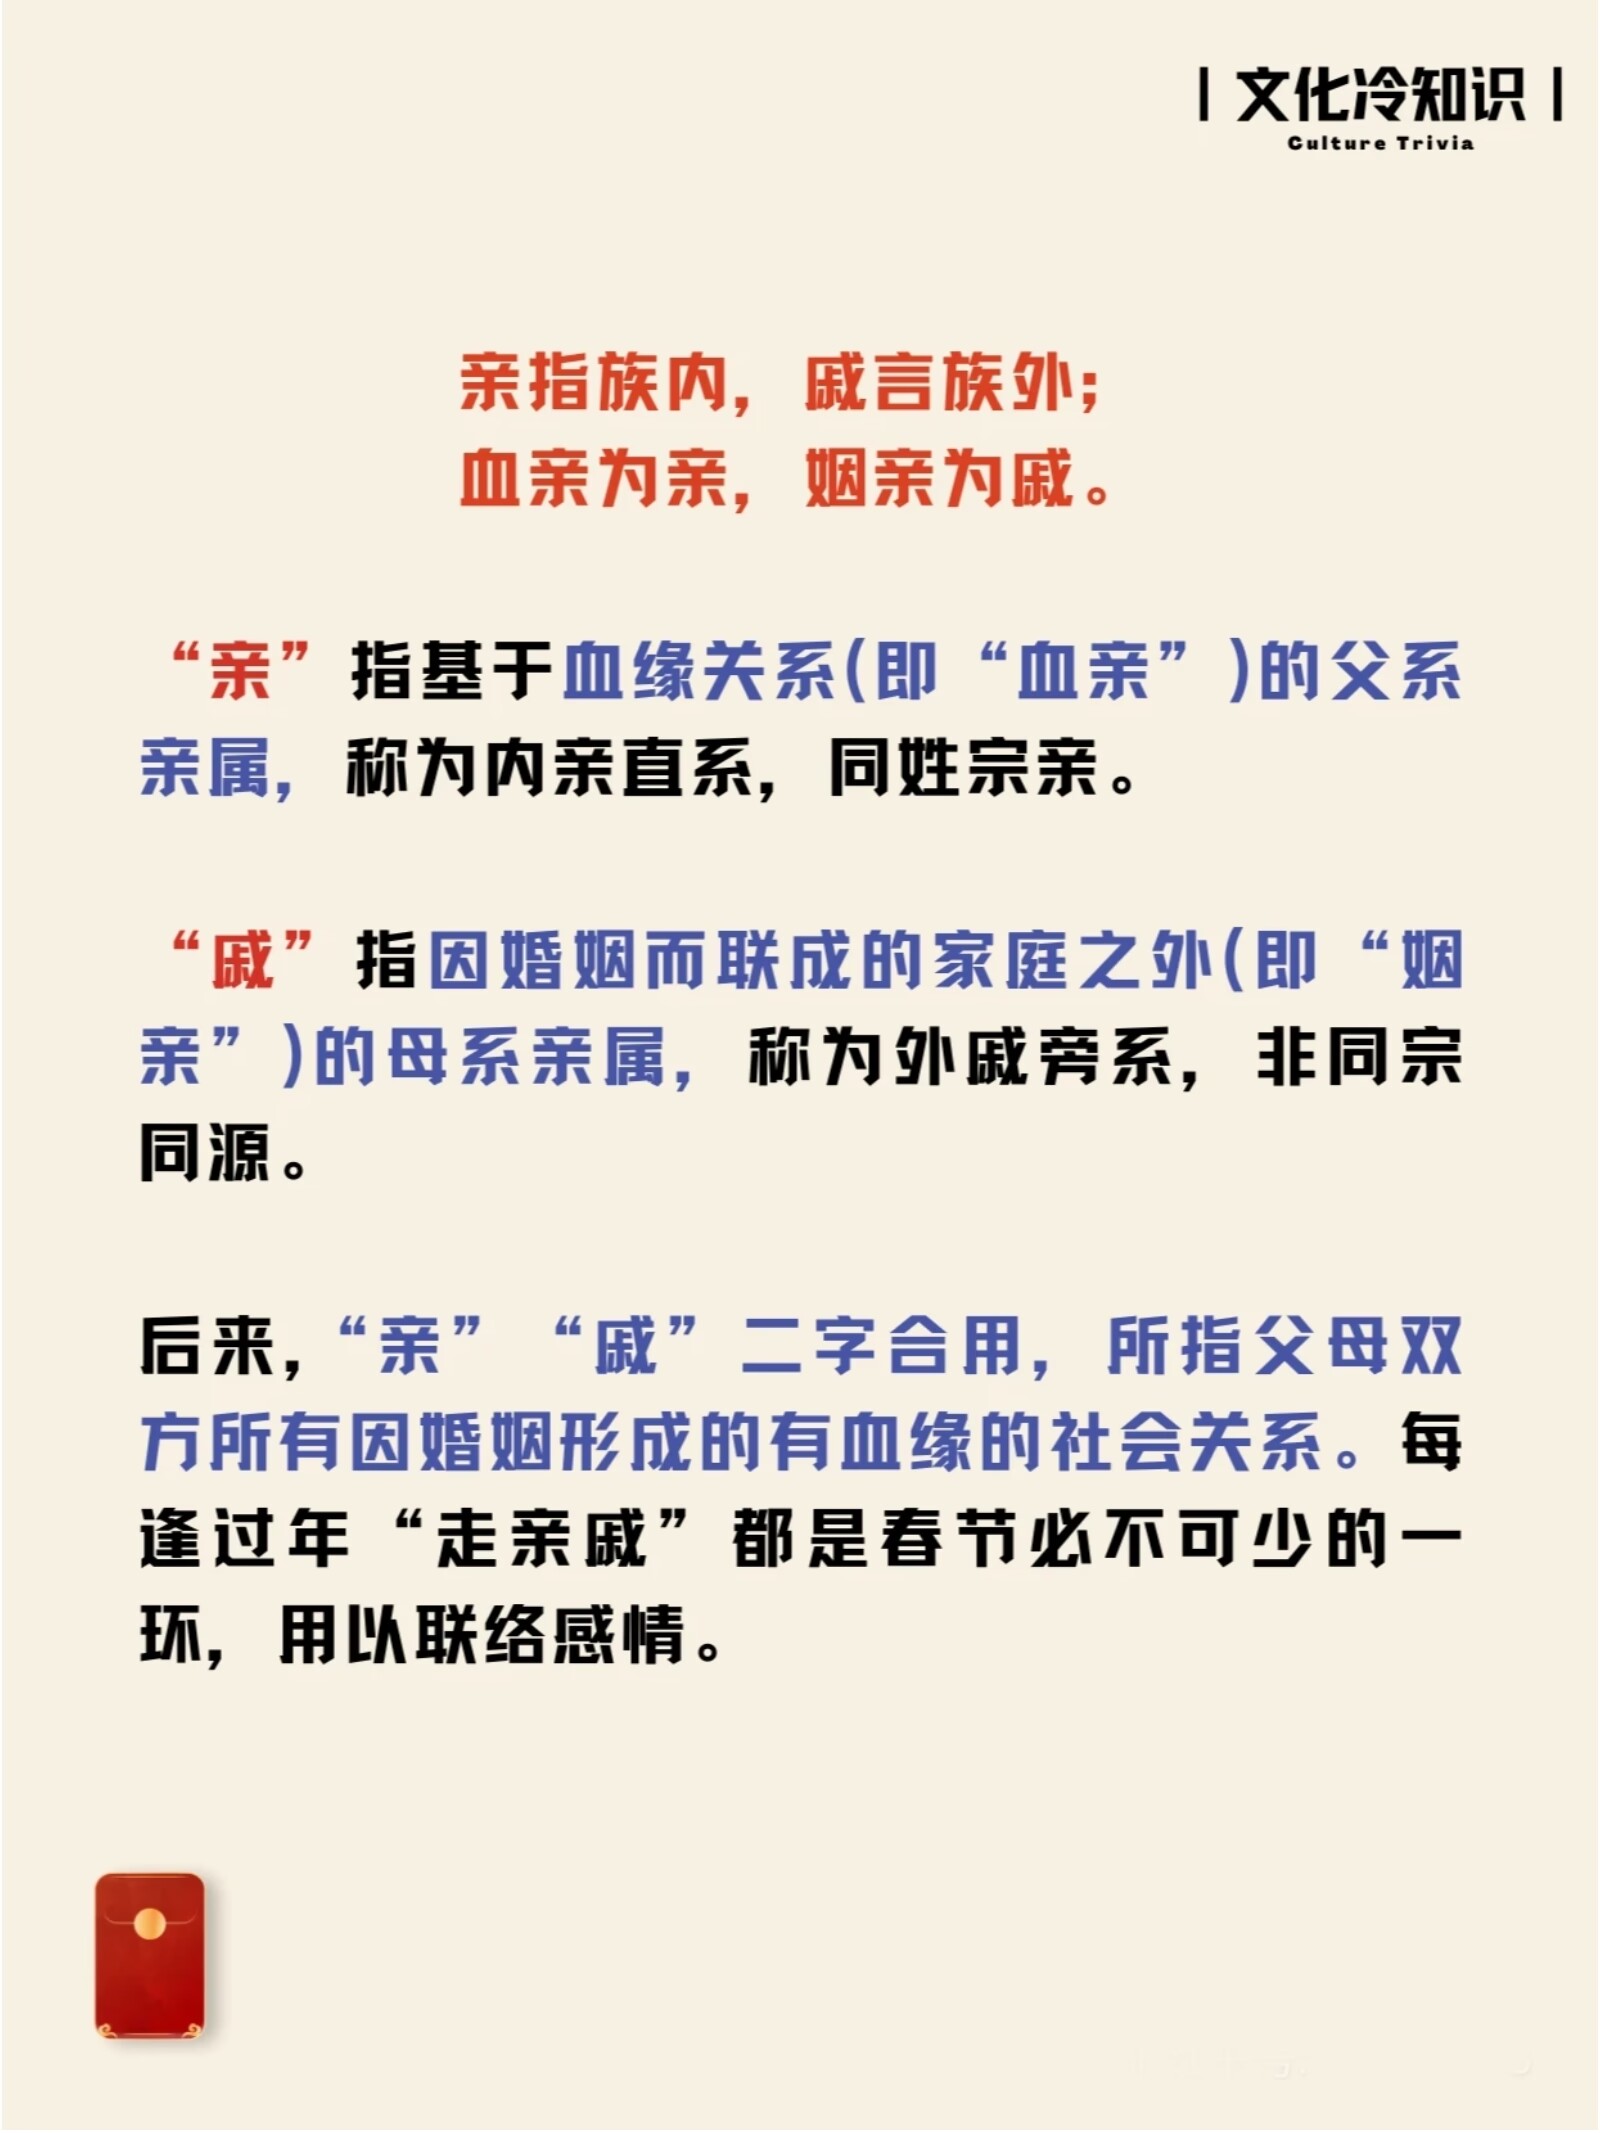 文化冷知识
Culture Trivia
亲指族内，戚言族外；
血亲为亲，姻亲为戚。
“亲”指基于血缘关系(即“血亲”)的父系
亲属，称为内亲直系，同姓宗亲。
“戚”指因婚姻而联成的家庭之外(即“姻
亲”)的母系亲属，称为外戚旁系，非同宗
同源。
后来，“亲”“戚”二字合用，所指父母双
方所有因婚姻形成的有血缘的社会关系。每
逢过年“走亲戚”都是春节必不可少的一
环，用以联络感情。